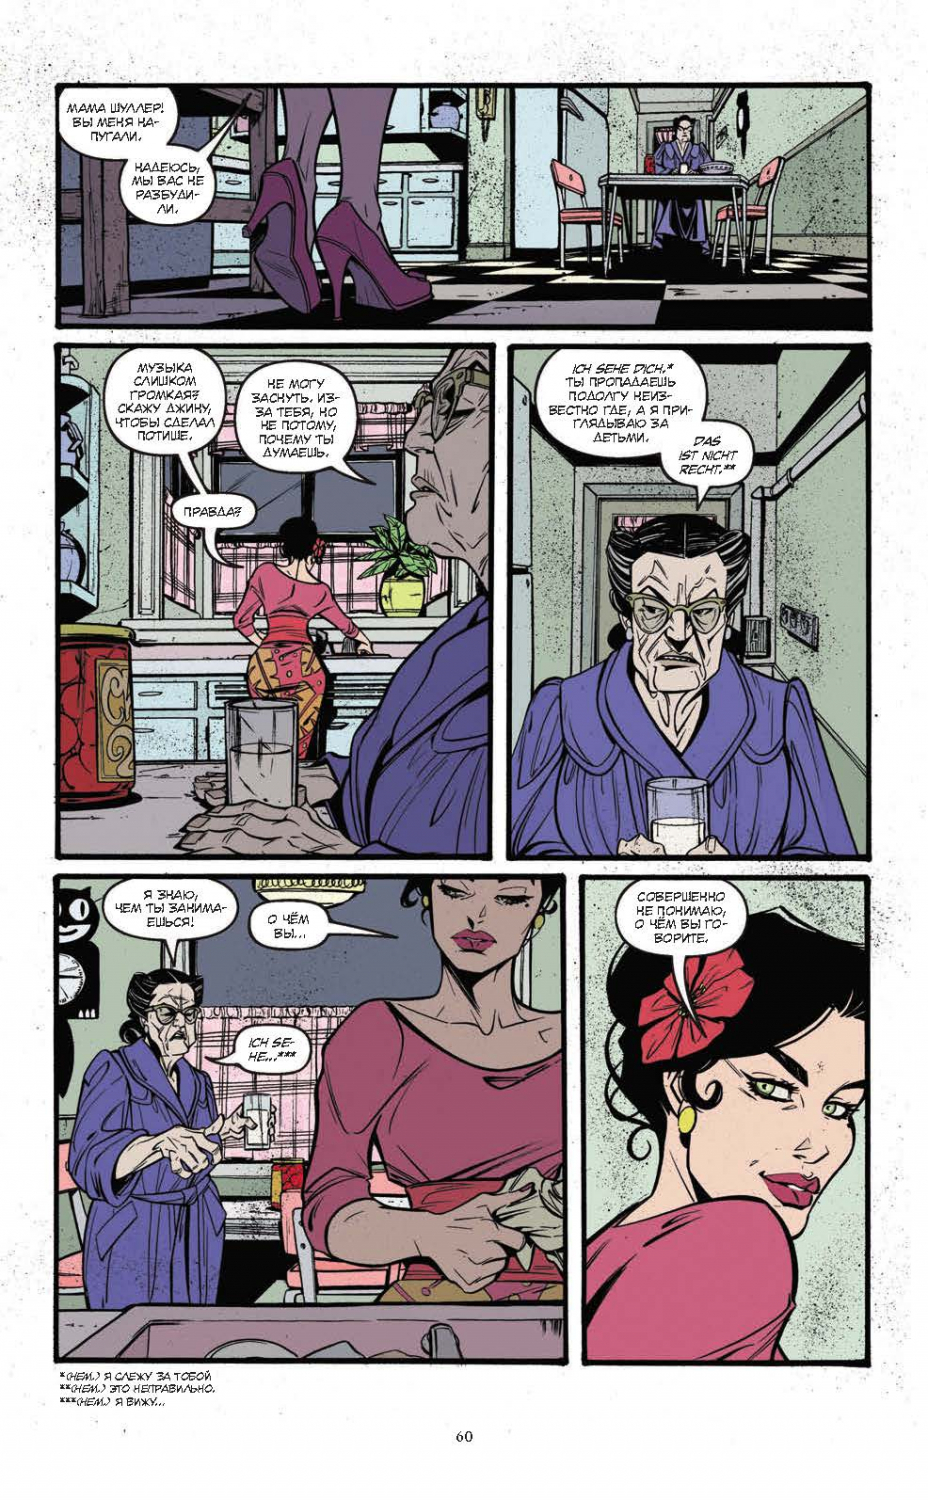 МАМА ШУЛЛЕР!
ВЫ МЕНЯ НА-
ПУГАЛИ.
НАДЕЮСЬ,
МЫ ВАС НЕ
РАЗБУДИ-
ЛИ.
МУЗЫКА
СЛИШКОМ
ГРОМКАЯ?
СКАЖУ ДЖИНУ,
ЧТОБЫ СДЕЛАЛ
ПОТИШЕ.
НЕ МОГУ
ЗАСНУТЬ. ИЗ-
ЗА ТЕБЯ, НО
НЕ ПОТОМУ,
ПОЧЕМУ ТЫ
ДУМАЕШЬ.
ПРАВДА?
ICH SEHE DICH.*
ТЫ ПРОПАДАЕШЬ
ПОДОЛГУ НЕИЗ-
ВЕСТНО ГДЕ, А Я ПРИ-
ГЛЯДЫВАЮ ЗА
ДЕТЬМИ.
DAS
IST NICHT
RECHT.**
Я ЗНАЮ,
ЧЕМ ТЫ ЗАНИМА-
ЕШЬСЯ!
О ЧЁМ
ВЫ...
ICH SE-
HE...***
СОВЕРШЕННО
НЕ ПОНИМАЮ,
О ЧЁМ ВЫ ГО-
ВОРИТЕ.
*(НЕМ.) Я СЛЕЖУ ЗА ТОБОЙ
**(НЕМ.) ЭТО НЕПРАВИЛЬНО.
***(НЕМ.) Я ВИЖУ...
60